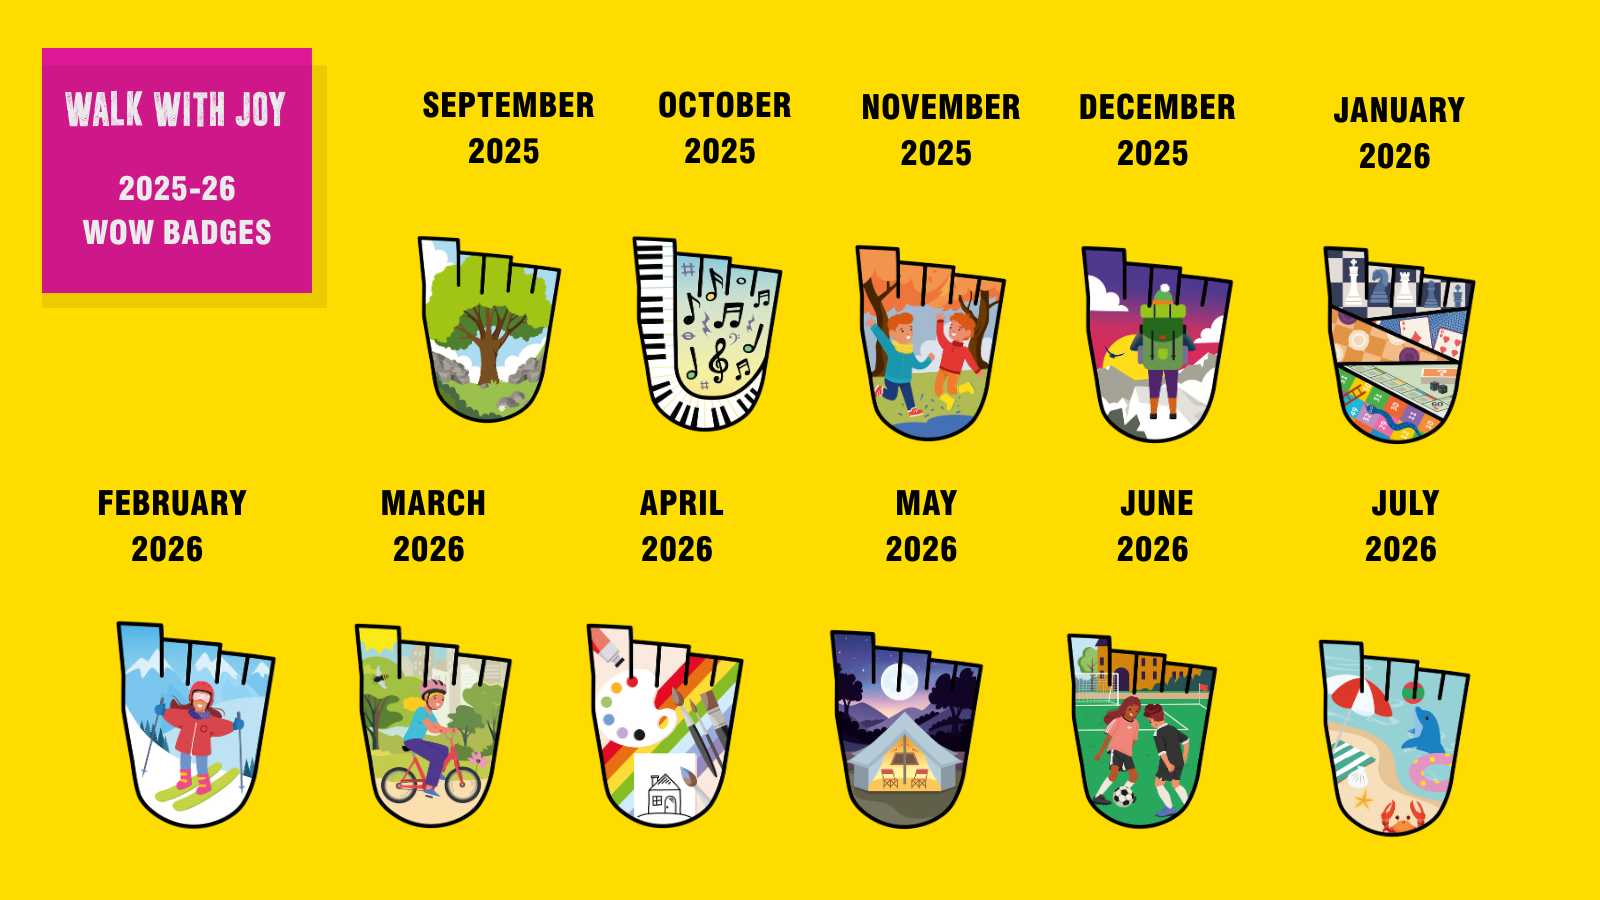 WALK WITH JOY
2025-26
WOW BADGES
SEPTEMBER
2025
OCTOBER
2025
NOVEMBER
2025
DECEMBER
2025
JANUARY
2026
FEBRUARY
2026
MARCH
2026
APRIL
2026
MAY
2026
JUNE
2026
JULY
2026